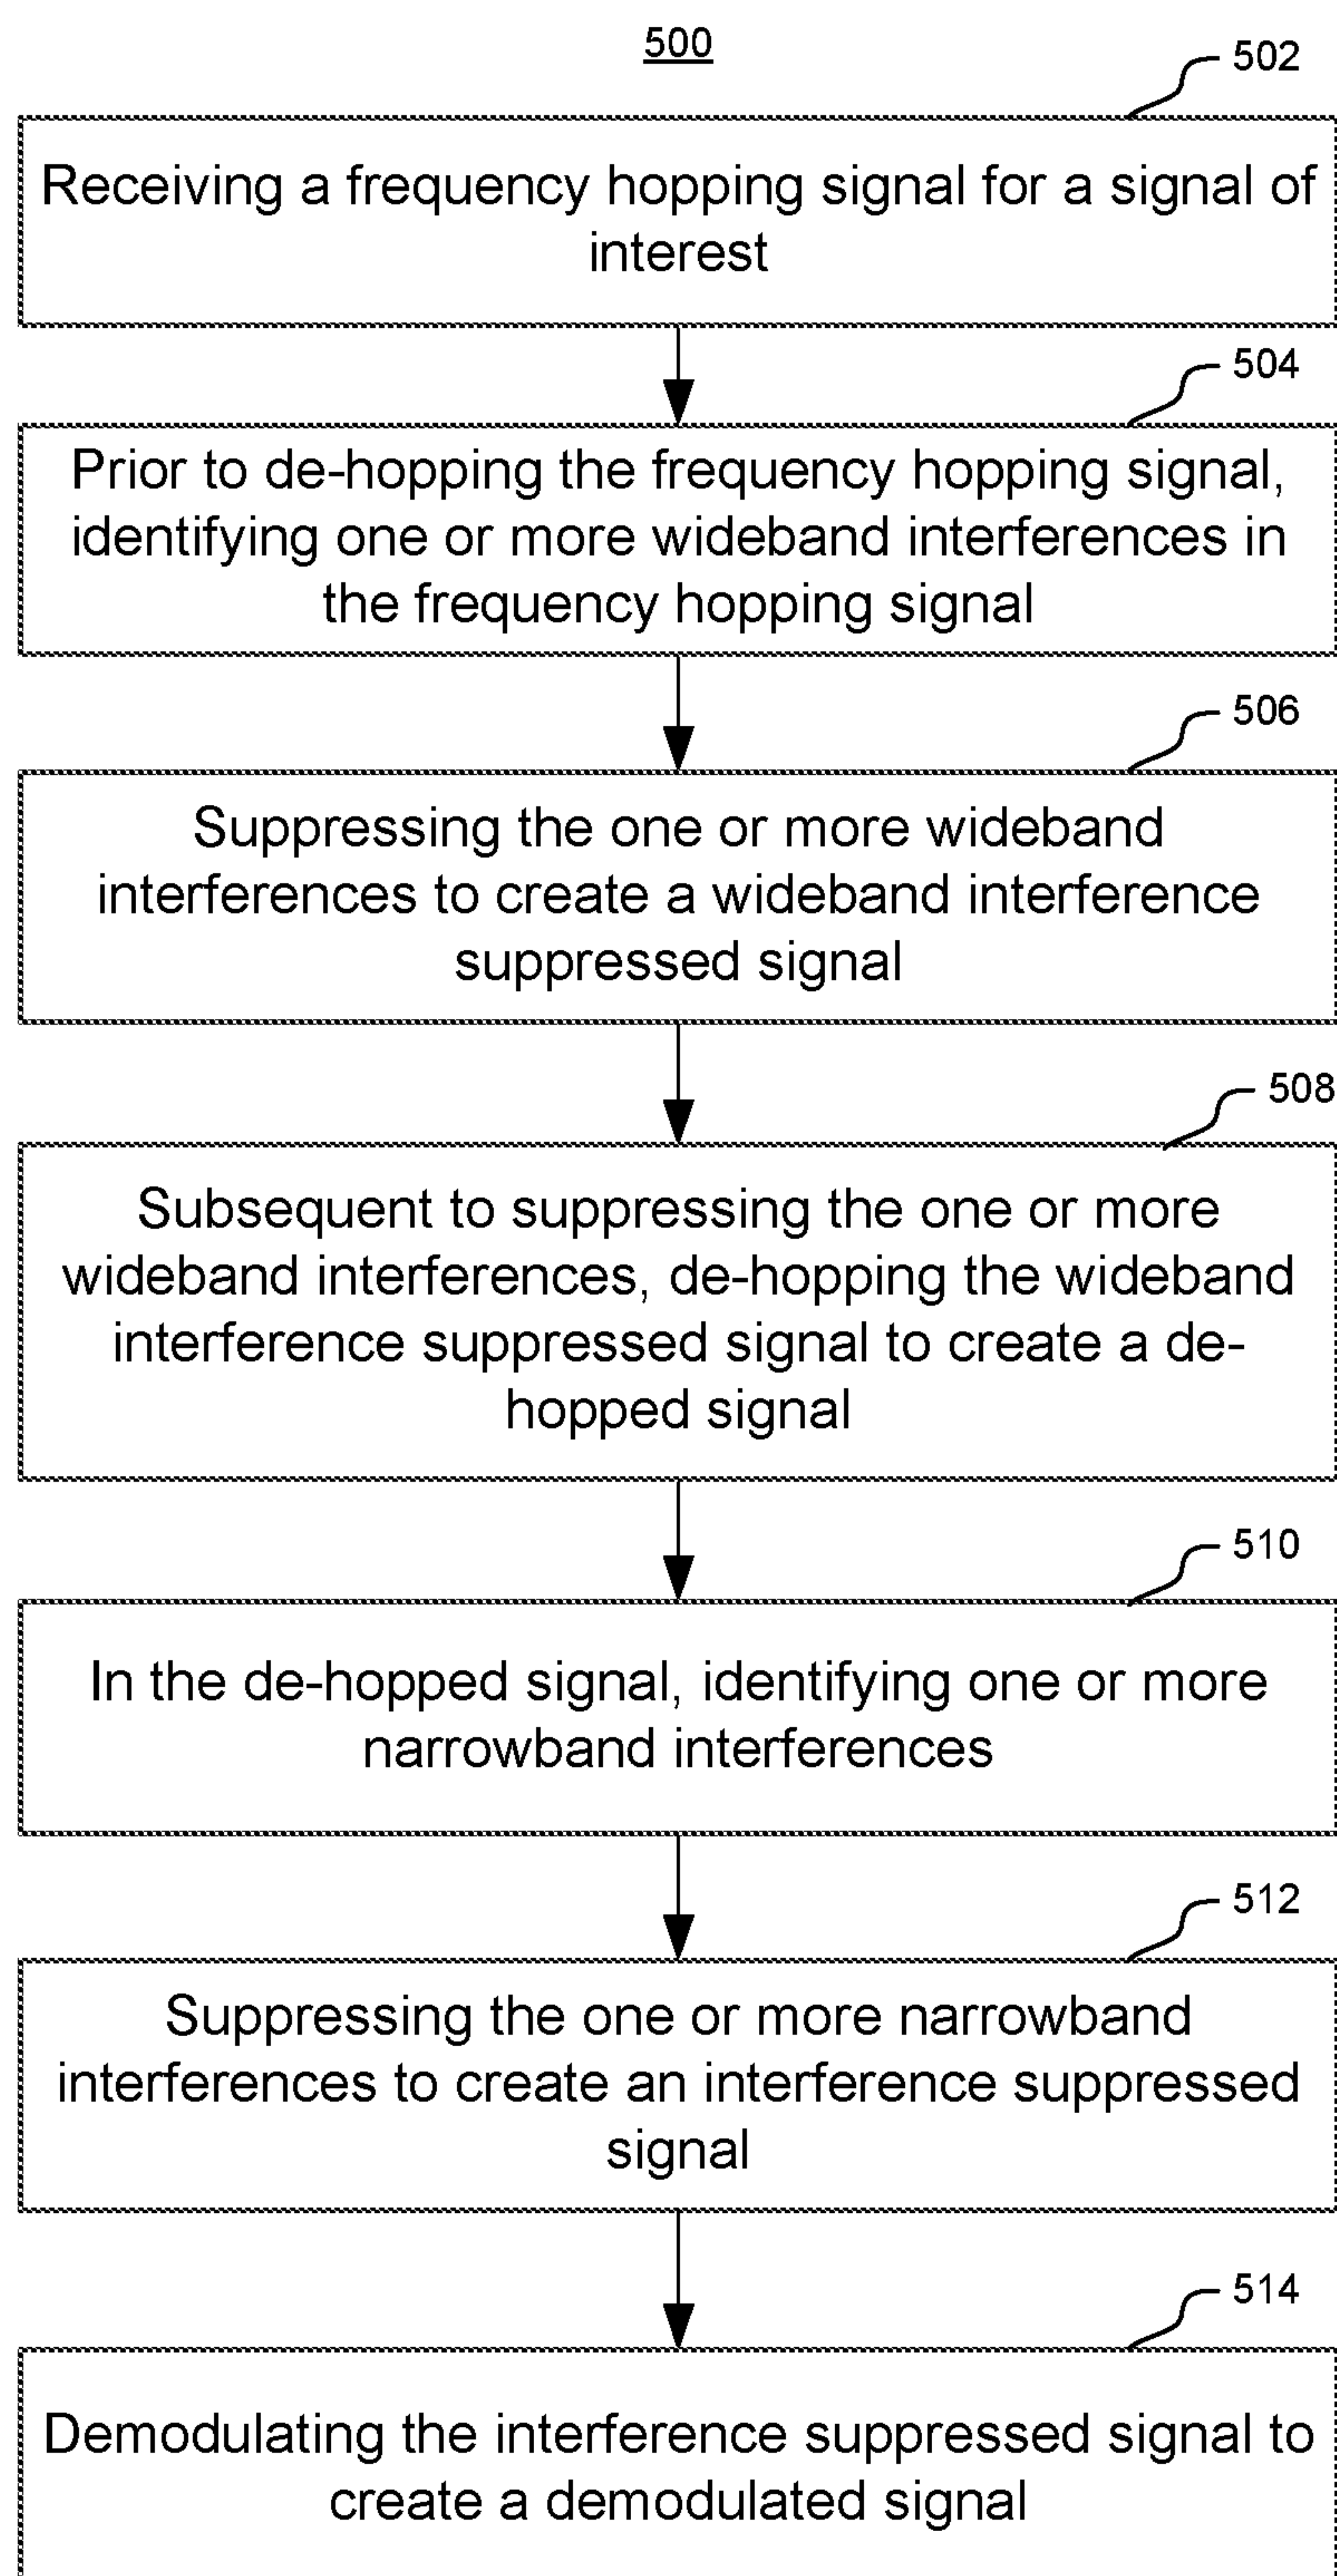 500
502
Receiving a frequency hopping signal for a signal of
interest
504
Prior to de-hopping the frequency hopping signal,
identifying one or more wideband interferences in
the frequency hopping signal
506
Suppressing the one or more wideband
interferences to create a wideband interference
suppressed signal
508
Subsequent to suppressing the one or more
wideband interferences, de-hopping the wideband
interference suppressed signal to create a de-
hopped signal
510
In the de-hopped signal, identifying one or more
narrowband interferences
512
Suppressing the one or more narrowband
interferences to create an interference suppressed
signal
514
Demodulating the interference suppressed signal to
create a demodulated signal